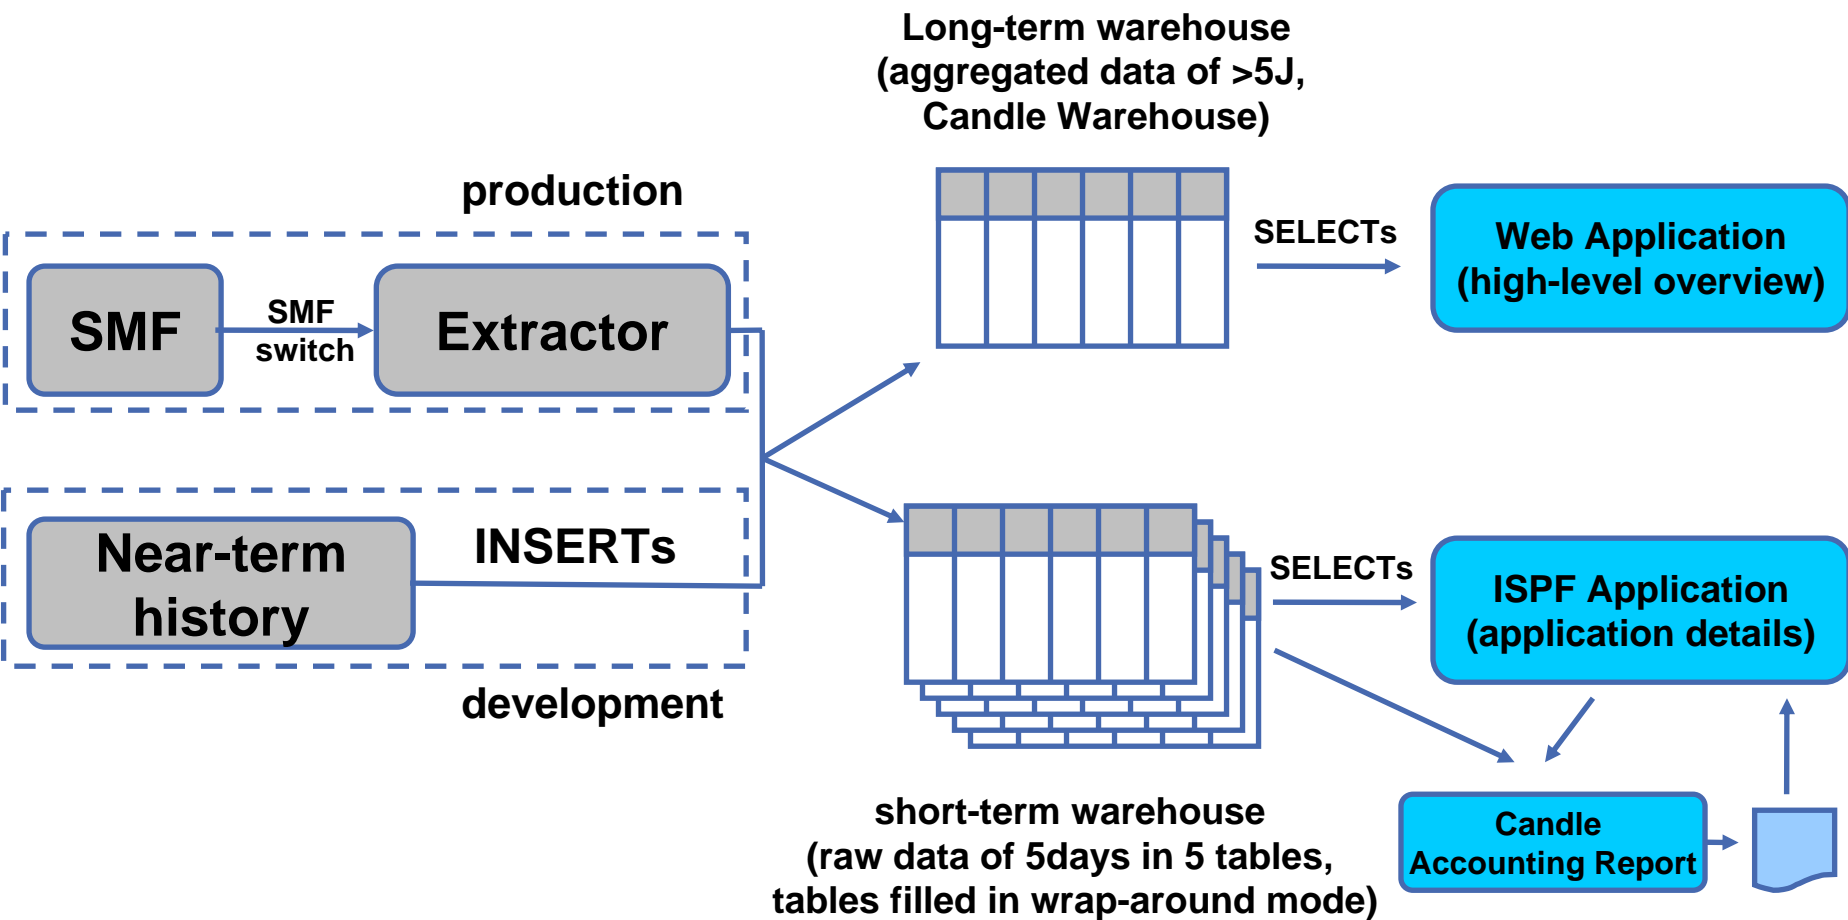 Long-term warehouse
(aggregated data of >5J,
Candle Warehouse)
production
SMF
SMF
switch
Extractor
SELECTs
Web Application
(high-level overview)
Near-term
history
INSERTs
development
SELECTs
ISPF Application
(application details)
short-term warehouse
(raw data of 5days in 5 tables,
tables filled in wrap-around mode)
Candle
Accounting Report